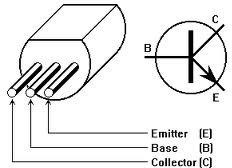 C
B
E
Emitter (E)
Base (B)
Collector (C)